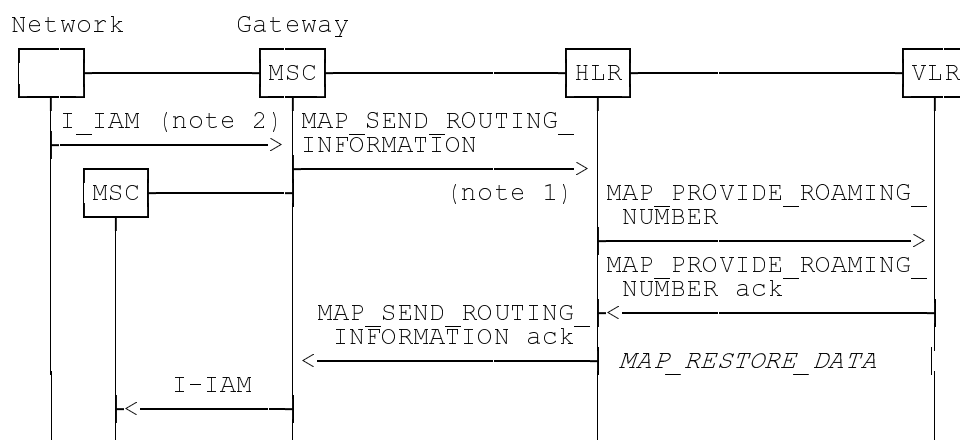 Network Gateway
MSC HLR VLR
I_IAM (note 2) MAP_SEND_ROUTING_
INFORMATION
MSC (note 1) MAP_PROVIDE_ROAMING_
NUMBER
MAP_PROVIDE_ROAMING_
NUMBER ack
MAP_SEND_ROUTING_
INFORMATION ack
MAP_RESTORE_DATA
I-IAM